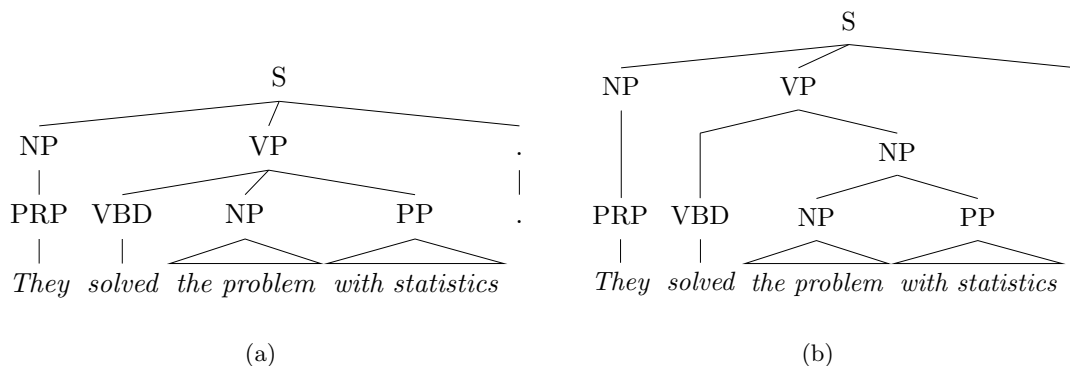 S
NP VP .
PRP VBD NP PP .
They solved the problem with statistics
(a)
S
NP VP
NP
PRP VBD NP PP
They solved the problem with statistics
(b)